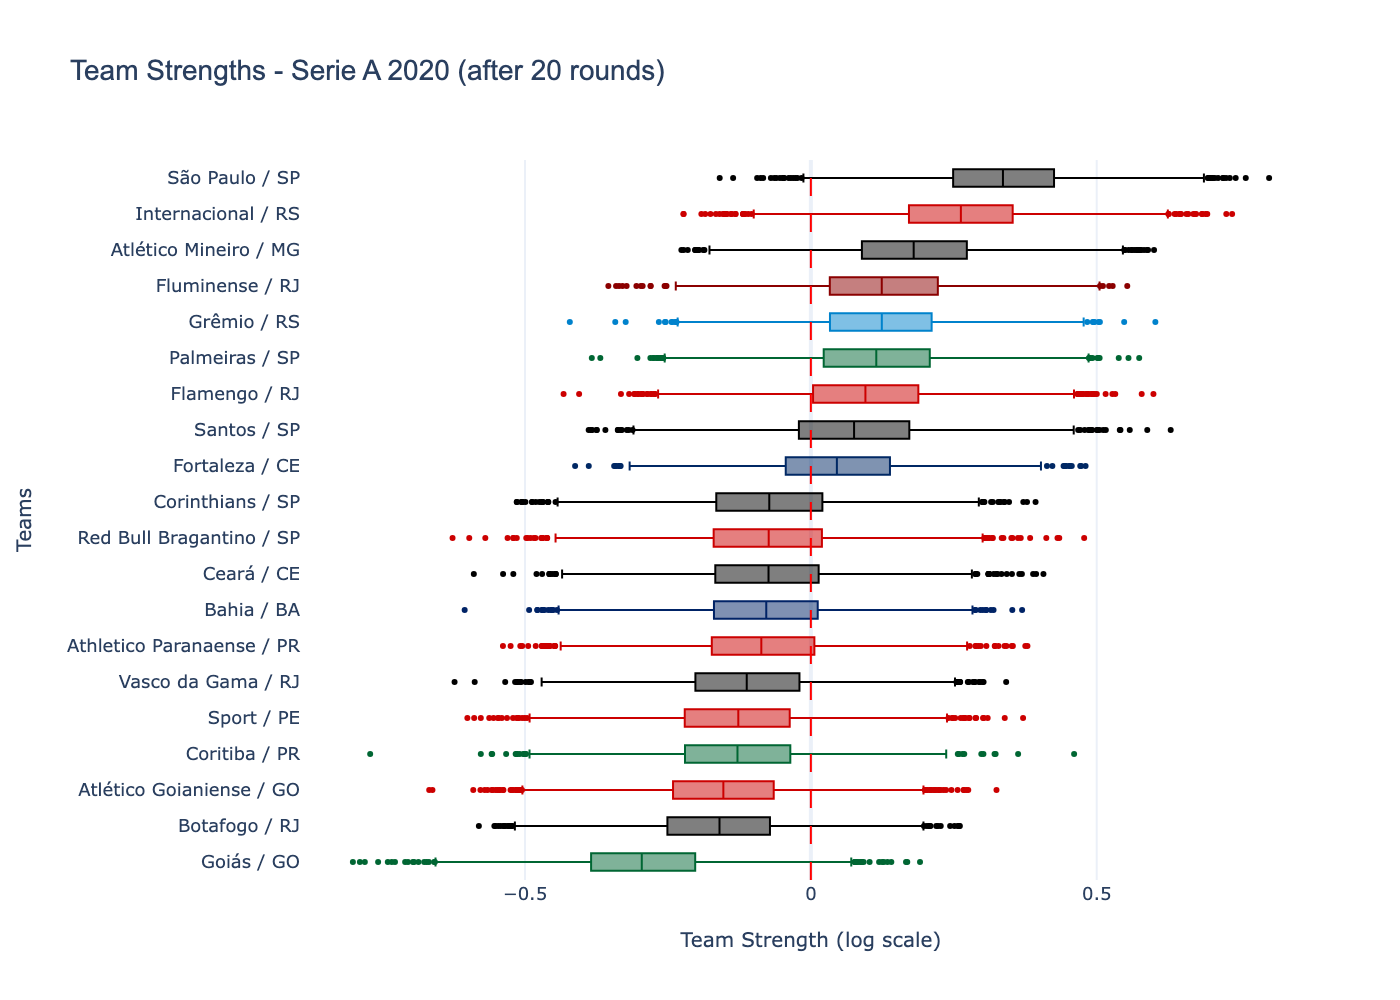 Team Strengths - Serie A 2020 (after 20 rounds)
São Paulo / SP
Internacional / RS
Atlético Mineiro / MG
Fluminense / RJ
Grêmio / RS
Palmeiras / SP
Flamengo / RJ
Santos / SP
Fortaleza / CE
Corinthians / SP
Red Bull Bragantino / SP
Ceará / CE
Bahia / BA
Athletico Paranaense / PR
Vasco da Gama / RJ
Sport / PE
Coritiba / PR
Atlético Goianiense / GO
Botafogo / RJ
Goiás / GO
Teams
−0.5 0 0.5
Team Strength (log scale)